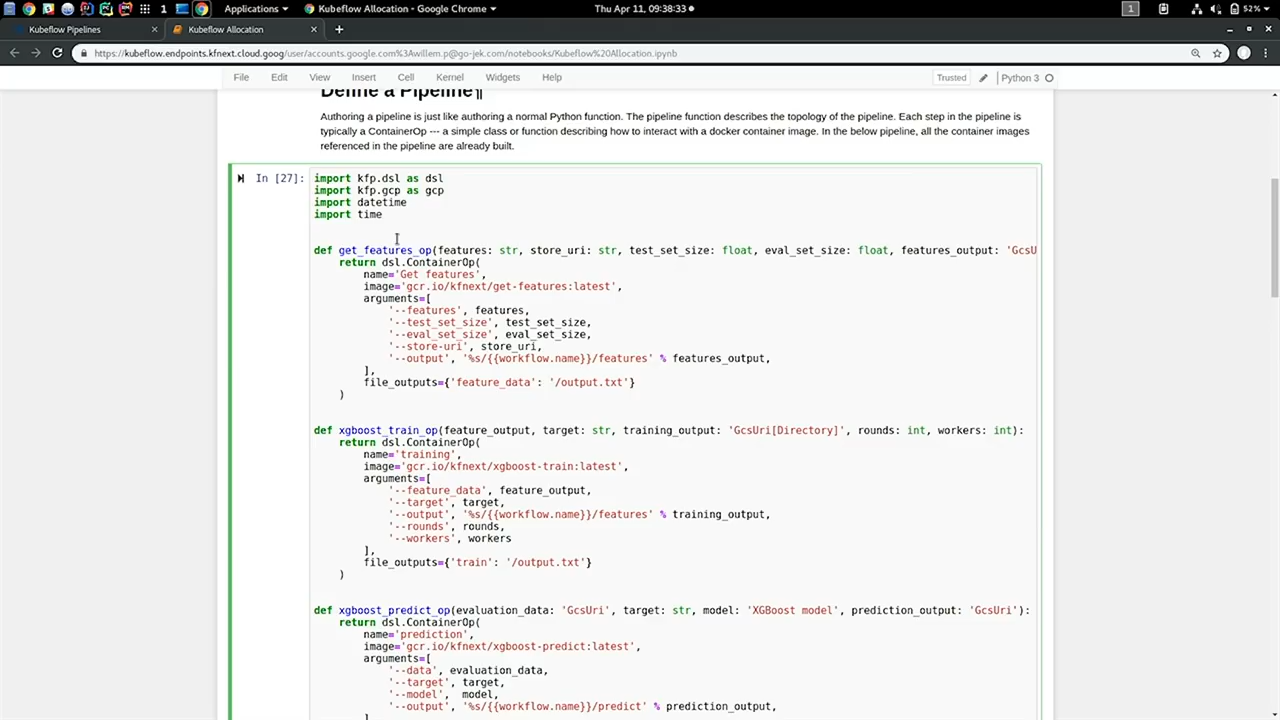 1
Applications
Kubeflow Allocation - Google Chrome
Thu Apr 11, 09:38:33
1
52%
Kubeflow Pipelines
Kubeflow Allocation
https://kubeflow.endpoints.kfnext.cloud.goog/user/accounts.google.com%3Awillem.p@go-jek.com/notebooks/Kubeflow%20Allocation.ipynb
File Edit View Insert Cell Kernel Widgets Help
Trusted
Python 3
Define a Pipeline¶
Authoring a pipeline is just like authoring a normal Python function. The pipeline function describes the topology of the pipeline. Each step in the pipeline is
typically a ContainerOp --- a simple class or function describing how to interact with a docker container image. In the below pipeline, all the container images
referenced in the pipeline are already built.
In [27]:
import kfp.dsl as dsl
import kfp.gcp as gcp
import datetime
import time
def get_features_op(features: str, store_uri: str, test_set_size: float, eval_set_size: float, features_output: 'GcsU
return dsl.ContainerOp(
name='Get features',
image='gcr.io/kfnext/get-features:latest',
arguments=[
'--features', features,
'--test_set_size', test_set_size,
'--eval_set_size', eval_set_size,
'--store-uri', store_uri,
'--output', '%s/{{workflow.name}}/features' % features_output,
],
file_outputs={'feature_data': '/output.txt'}
)
def xgboost_train_op(feature_output, target: str, training_output: 'GcsUri[Directory]', rounds: int, workers: int):
return dsl.ContainerOp(
name='training',
image='gcr.io/kfnext/xgboost-train:latest',
arguments=[
'--feature_data', feature_output,
'--target', target,
'--output', '%s/{{workflow.name}}/features' % training_output,
'--rounds', rounds,
'--workers', workers
],
file_outputs={'train': '/output.txt'}
)
def xgboost_predict_op(evaluation_data: 'GcsUri', target: str, model: 'XGBoost model', prediction_output: 'GcsUri'):
return dsl.ContainerOp(
name='prediction',
image='gcr.io/kfnext/xgboost-predict:latest',
arguments=[
'--data', evaluation_data,
'--target', target,
'--model', model,
'--output', '%s/{{workflow.name}}/predict' % prediction_output,
]